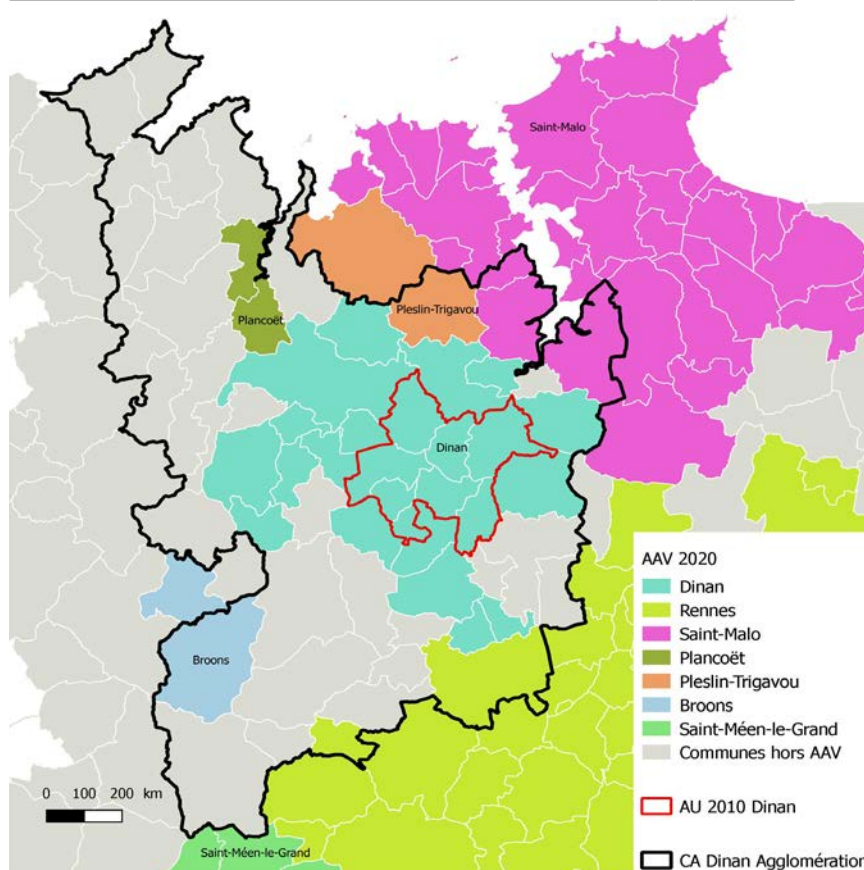 Saint-Malo
Plancoët
Pleslin-Trigavou
Dinan
Broons
Saint-Méen-le-Grand
0 100 200 km
AAV 2020
Dinan
Rennes
Saint-Malo
Plancoët
Pleslin-Trigavou
Broons
Saint-Méen-le-Grand
Communes hors AAV
AU 2010 Dinan
CA Dinan Agglomération